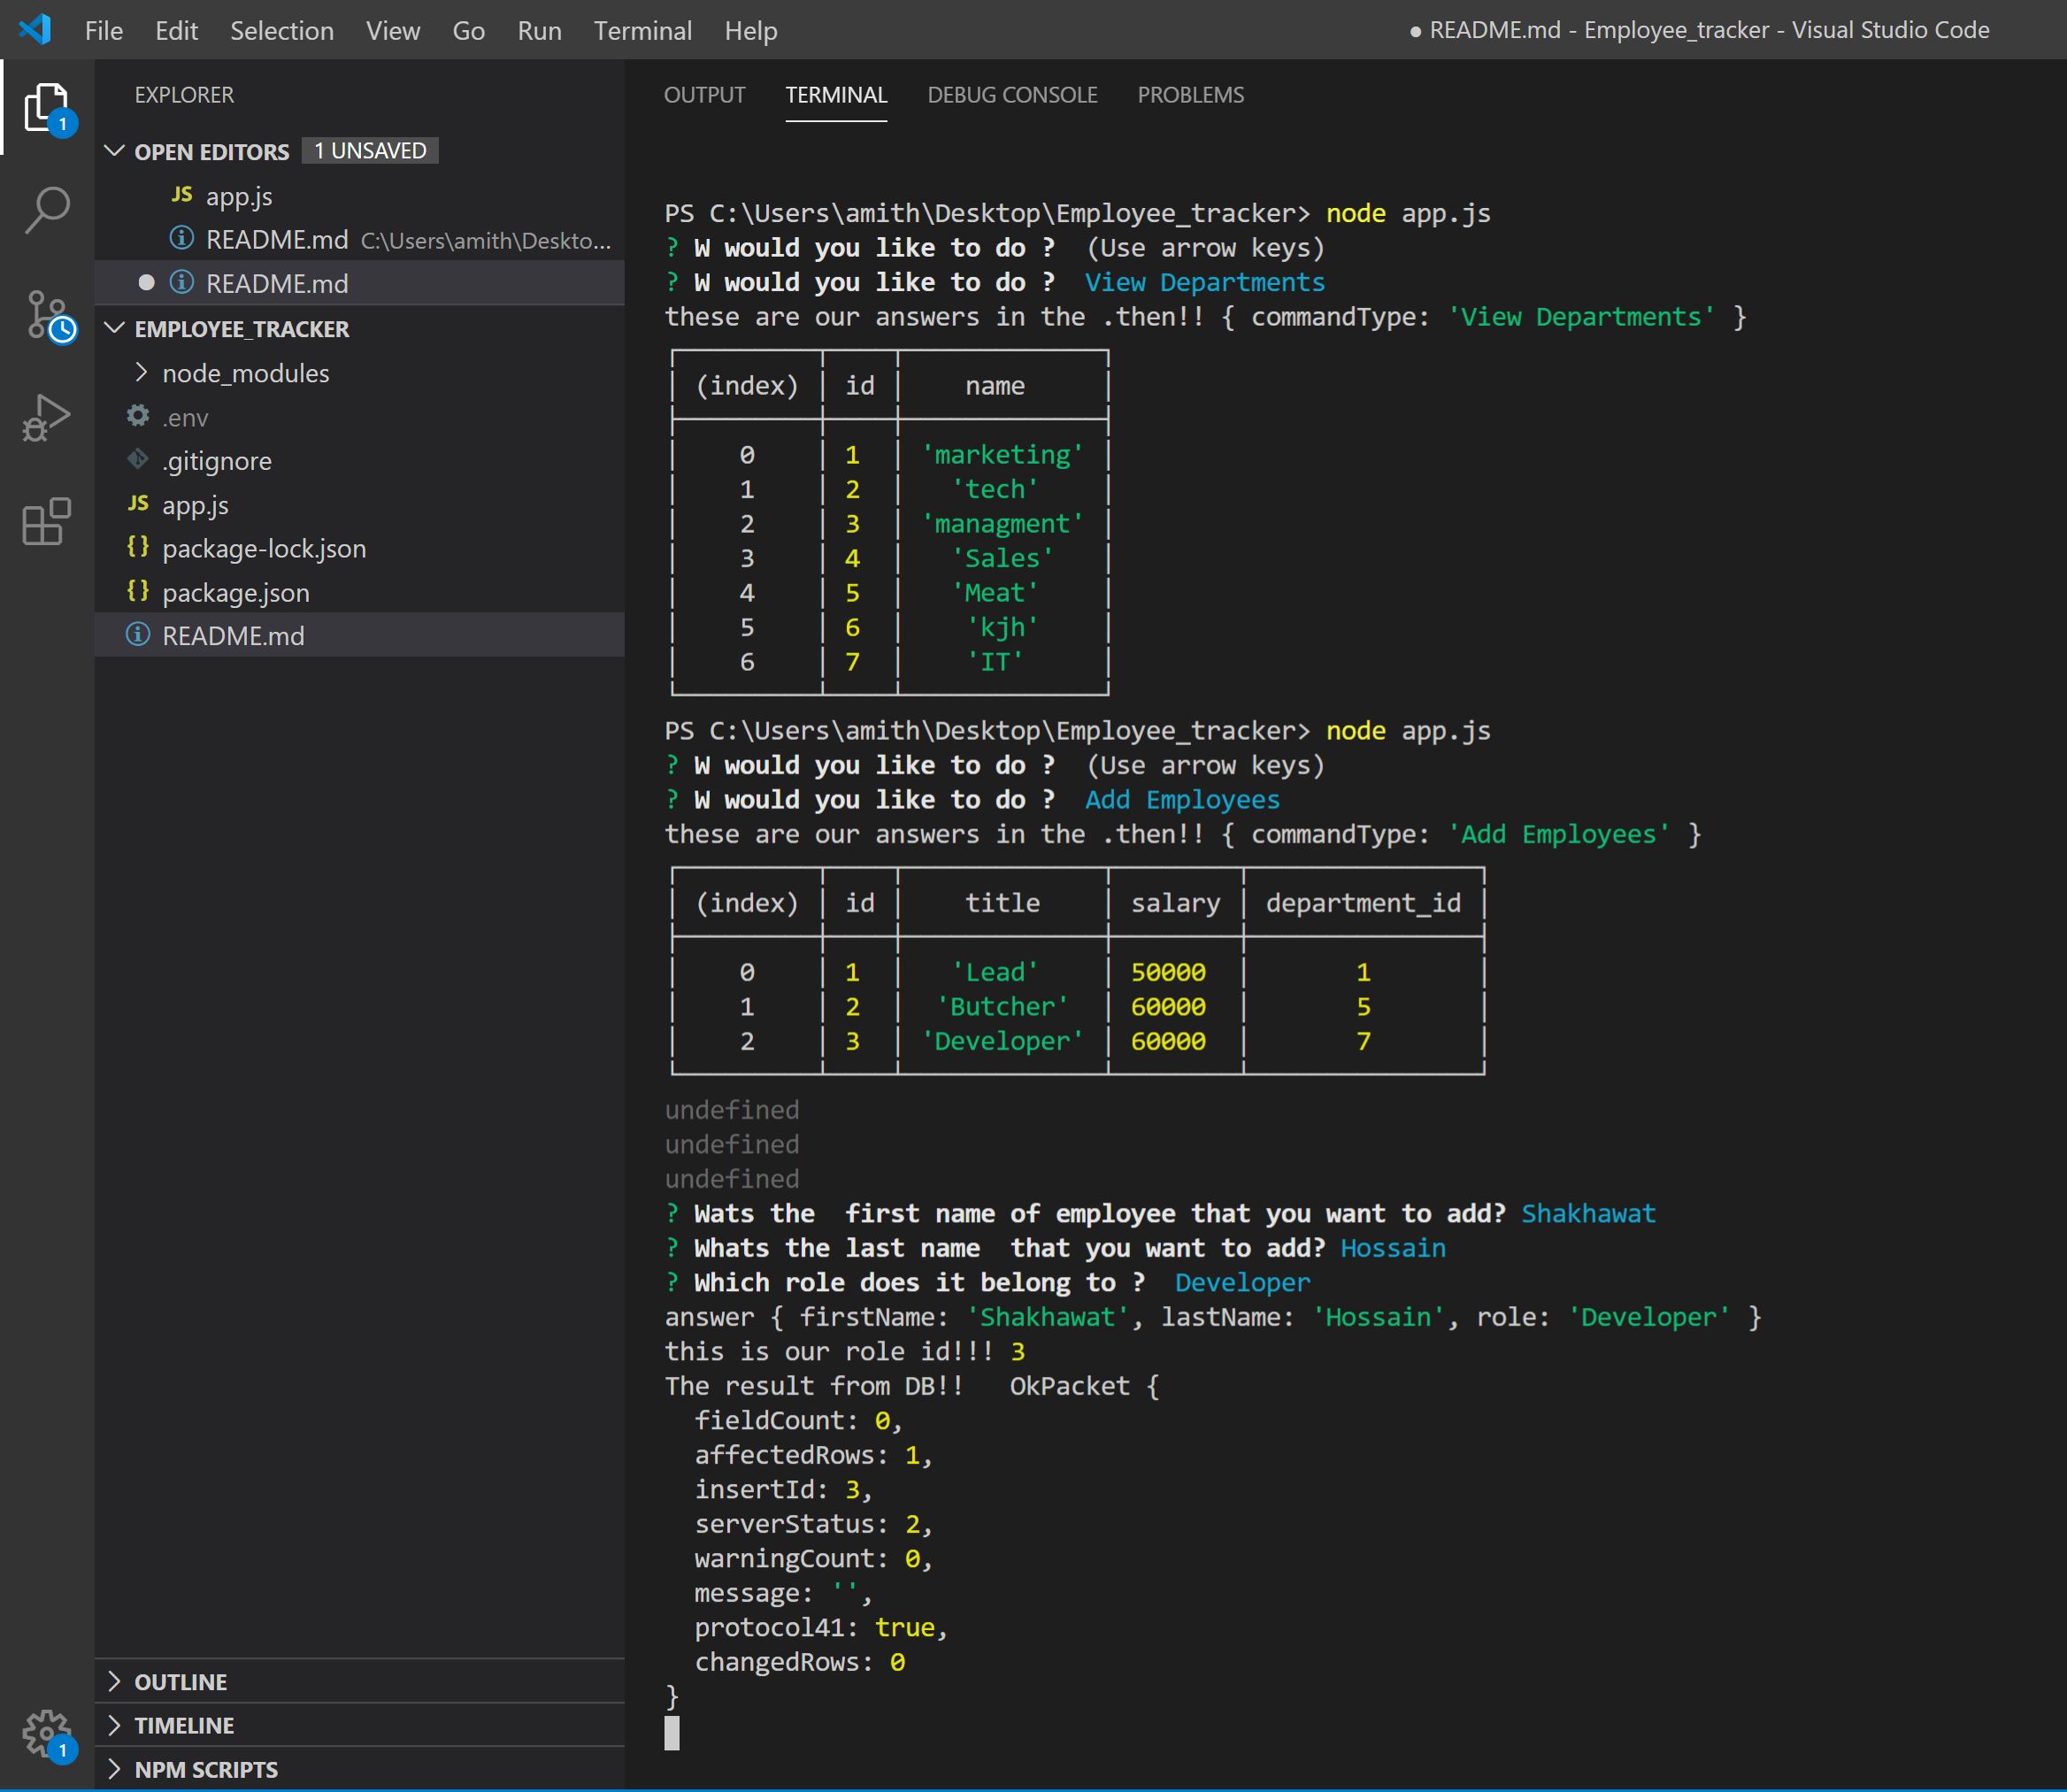 File Edit Selection View Go Run Terminal Help
● README.md - Employee_tracker - Visual Studio Code
EXPLORER
OPEN EDITORS 1 UNSAVED
JS app.js
README.md C:\Users\amith\Deskto...
README.md
EMPLOYEE_TRACKER
node_modules
.env
.gitignore
JS app.js
{} package-lock.json
{} package.json
README.md
OUTLINE
TIMELINE
NPM SCRIPTS
1
1
OUTPUT TERMINAL DEBUG CONSOLE PROBLEMS
PS C:\Users\amith\Desktop\Employee_tracker> node app.js
? W would you like to do ? (Use arrow keys)
? W would you like to do ? View Departments
these are our answers in the .then!! { commandType: 'View Departments' }
(index) id name
0 1 'marketing'
1 2 'tech'
2 3 'managment'
3 4 'Sales'
4 5 'Meat'
5 6 'kjh'
6 7 'IT'
PS C:\Users\amith\Desktop\Employee_tracker> node app.js
? W would you like to do ? (Use arrow keys)
? W would you like to do ? Add Employees
these are our answers in the .then!! { commandType: 'Add Employees' }
(index) id title salary department_id
0 1 'Lead' 50000 1
1 2 'Butcher' 60000 5
2 3 'Developer' 60000 7
undefined
undefined
undefined
? Wats the  first name of employee that you want to add? Shakhawat
? Whats the last name  that you want to add? Hossain
? Which role does it belong to ?  Developer
answer { firstName: 'Shakhawat', lastName: 'Hossain', role: 'Developer' }
this is our role id!!! 3
The result from DB!!   OkPacket {
fieldCount: 0,
affectedRows: 1,
insertId: 3,
serverStatus: 2,
warningCount: 0,
message: '',
protocol41: true,
changedRows: 0
}